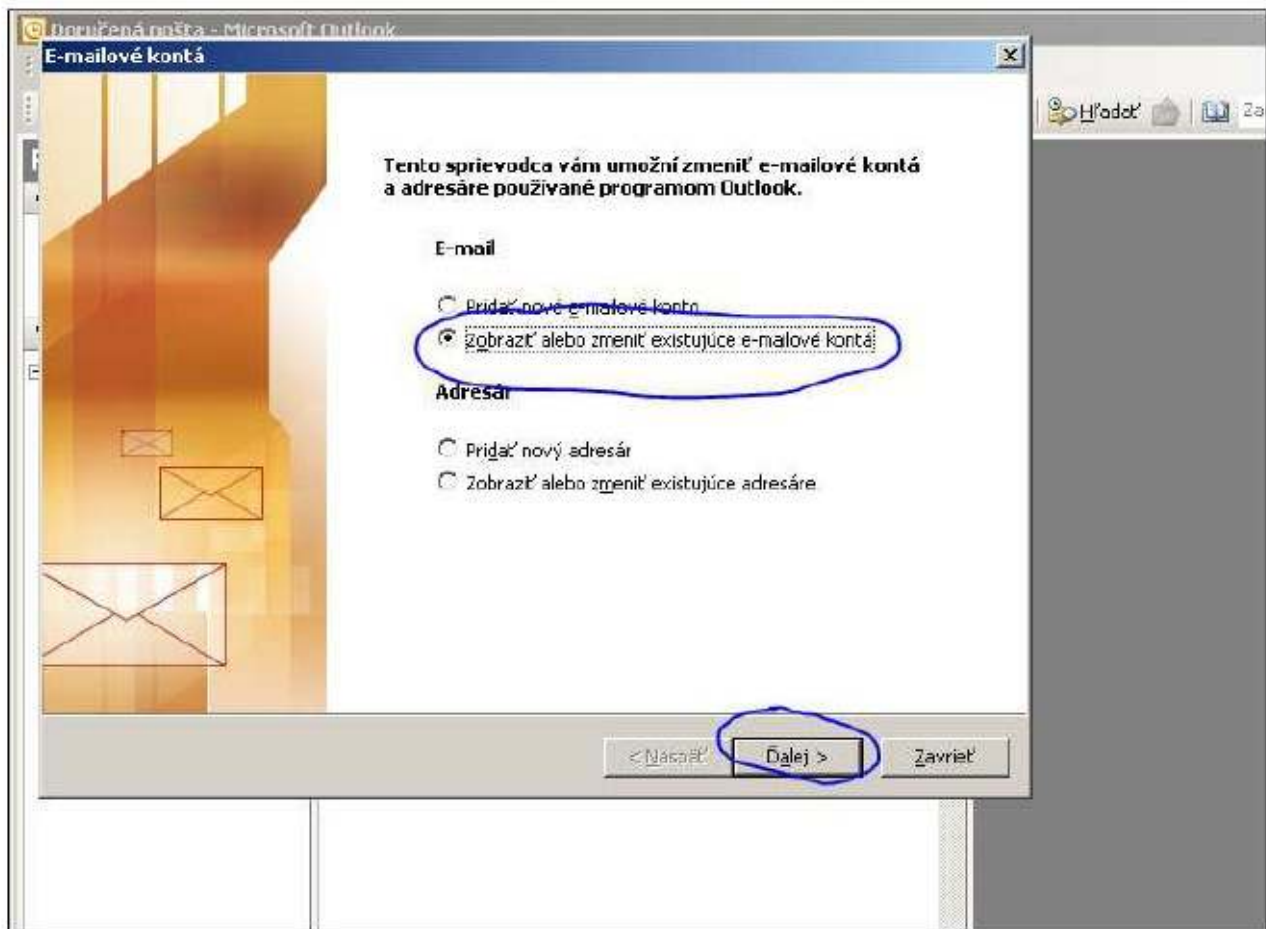 Doručená pošta - Microsoft Outlook
E-mailové kontá
Hľadať
Za
Tento sprievodca vám umožní zmeniť e-mailové kontá
a adresáre používané programom Outlook.
E-mail
Pridať nové e-mailové konto
Zobraziť alebo zmeniť existujúce e-mailové kontá
Adresár
Pridať nový adresár
Zobraziť alebo zmeniť existujúce adresáre
< Naspäť
Ďalej >
Zavrieť